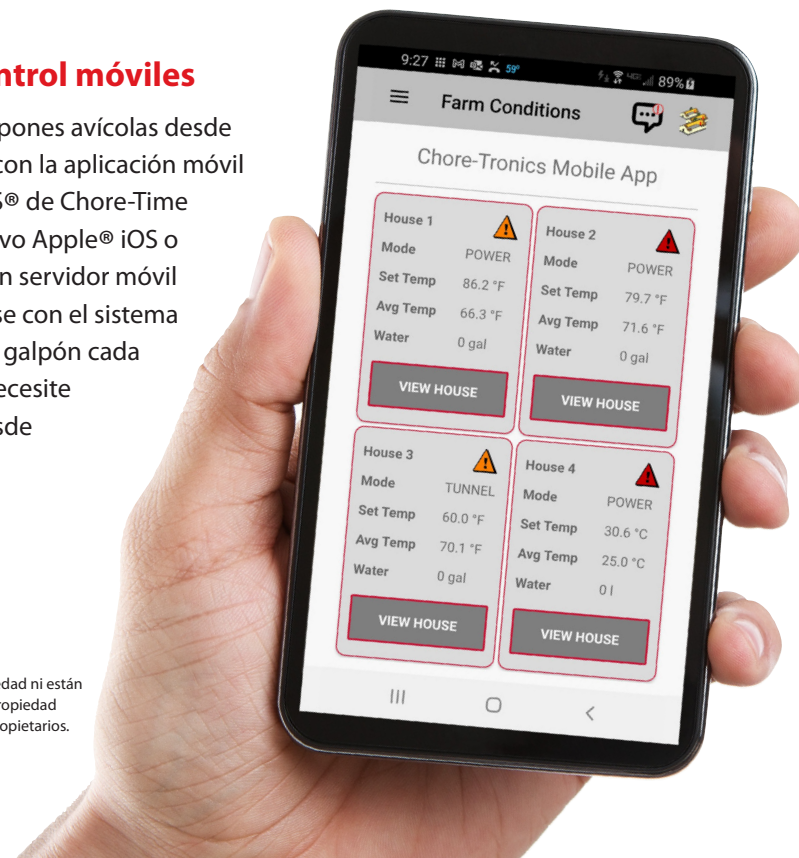 ntrol móviles
pones avícolas desde
con la aplicación móvil
S® de Chore-Time
vo Apple® iOS o
n servidor móvil
se con el sistema
galpón cada
ecesite
sde
edad ni están
ropiedad
opietarios.
9:27 59° 89%
Farm Conditions
Chore-Tronics Mobile App
House 1
Mode POWER
Set Temp 86.2 °F
Avg Temp 66.3 °F
Water 0 gal
VIEW HOUSE
House 2
Mode POWER
Set Temp 79.7 °F
Avg Temp 71.6 °F
Water 0 gal
VIEW HOUSE
House 3
Mode TUNNEL
Set Temp 60.0 °F
Avg Temp 70.1 °F
Water 0 gal
VIEW HOUSE
House 4
Mode POWER
Set Temp 30.6 °C
Avg Temp 25.0 °C
Water 0 l
VIEW HOUSE